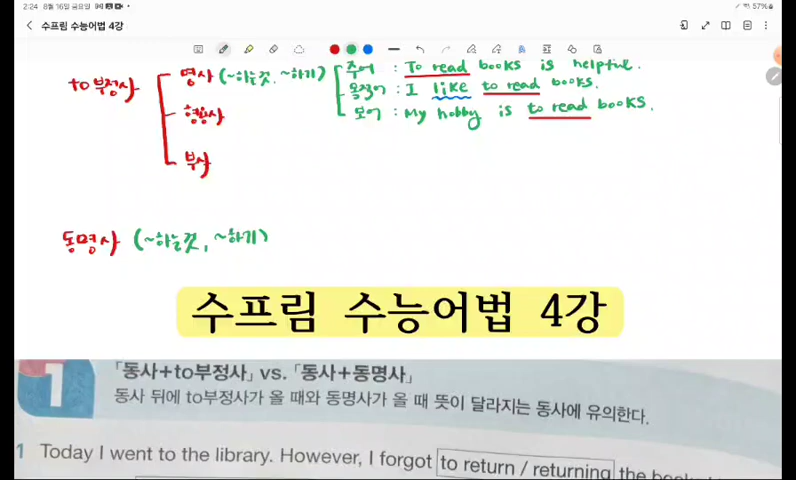 2:24 8월 16일 금요일 57%
수프림 수능어법 4강
to부정사 명사 (~하는것, ~하기) 주어 : To read books is helpful.
목적어 : I like to read books.
형용사 보어 : My hobby is to read books.
부사
동명사 (~하는것, ~하기)
수프림 수능어법 4강
1 「동사+to부정사」 vs. 「동사+동명사」
동사 뒤에 to부정사가 올 때와 동명사가 올 때 뜻이 달라지는 동사에 유의한다.
1 Today I went to the library. However, I forgot to return / returning the